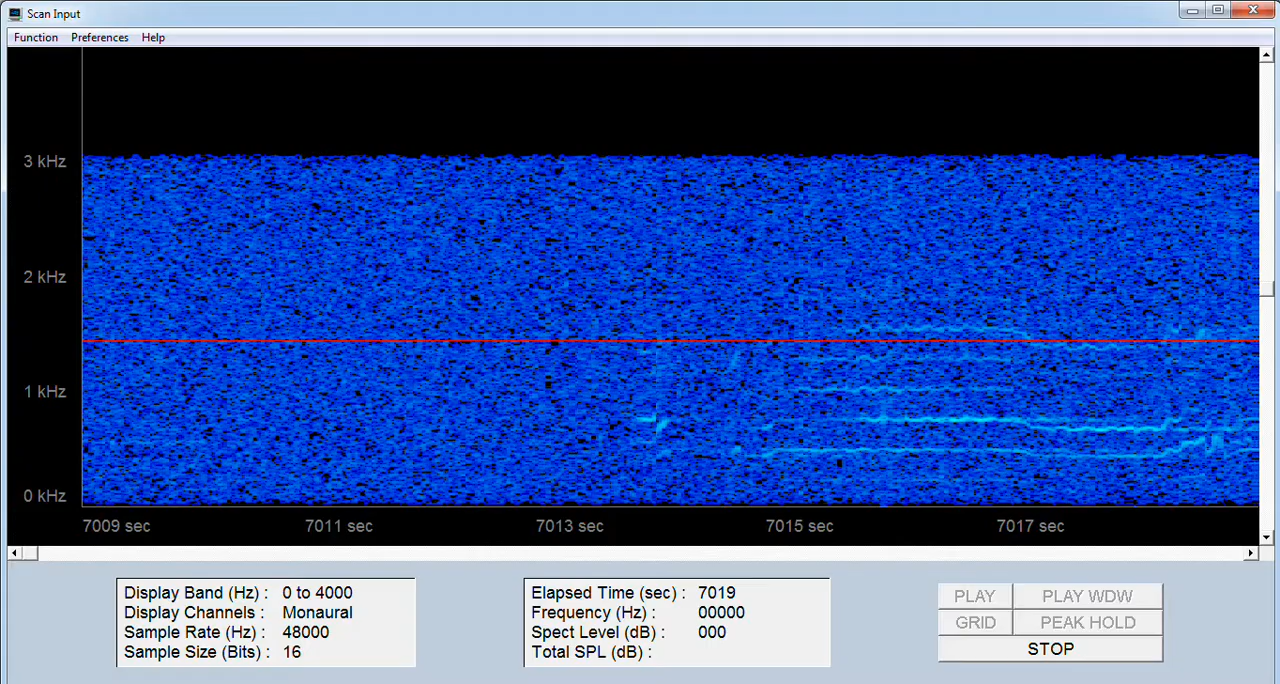 Scan Input
Function Preferences Help
3 kHz
2 kHz
1 kHz
0 kHz
7009 sec 7011 sec 7013 sec 7015 sec 7017 sec
Display Band (Hz) : 0 to 4000
Display Channels : Monaural
Sample Rate (Hz) : 48000
Sample Size (Bits) : 16
Elapsed Time (sec) : 7019
Frequency (Hz) : 00000
Spect Level (dB) : 000
Total SPL (dB) :
PLAY PLAY WDW
GRID PEAK HOLD
STOP